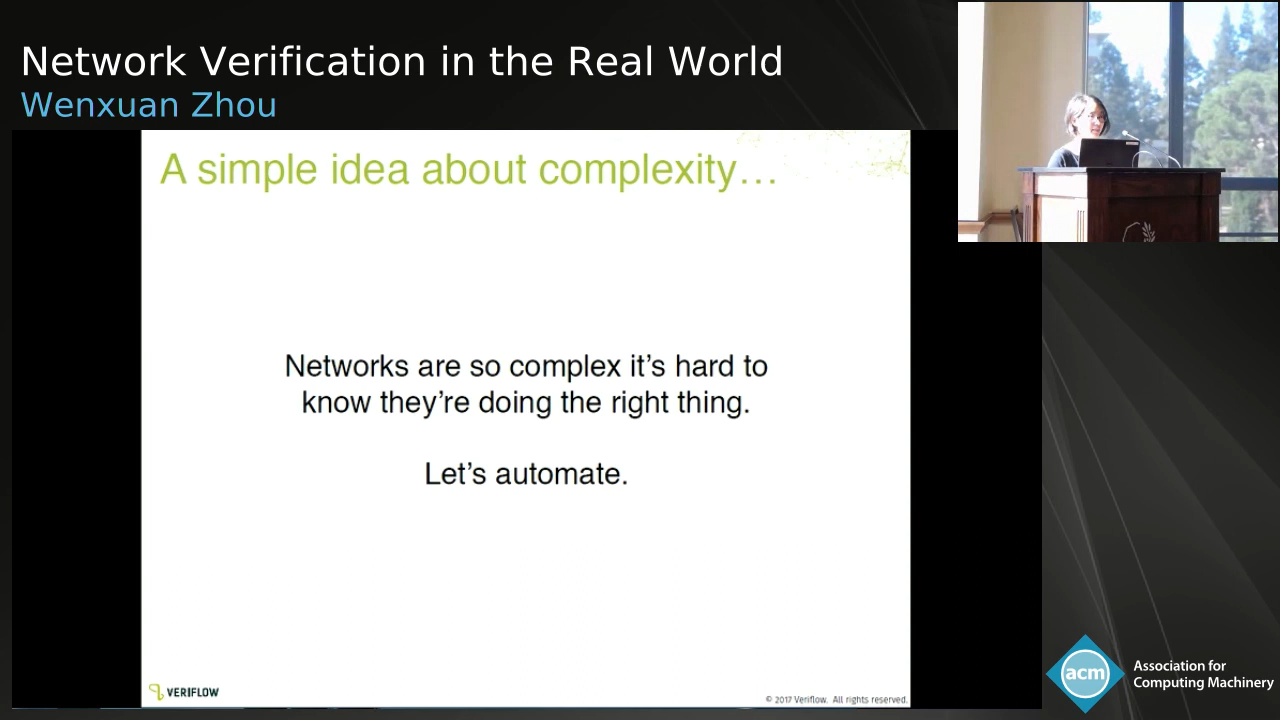 Network Verification in the Real World
Wenxuan Zhou
A simple idea about complexity…
Networks are so complex it's hard to
know they're doing the right thing.
Let's automate.
VERIFLOW
© 2017 Veriflow. All rights reserved.
acm
Association for
Computing Machinery